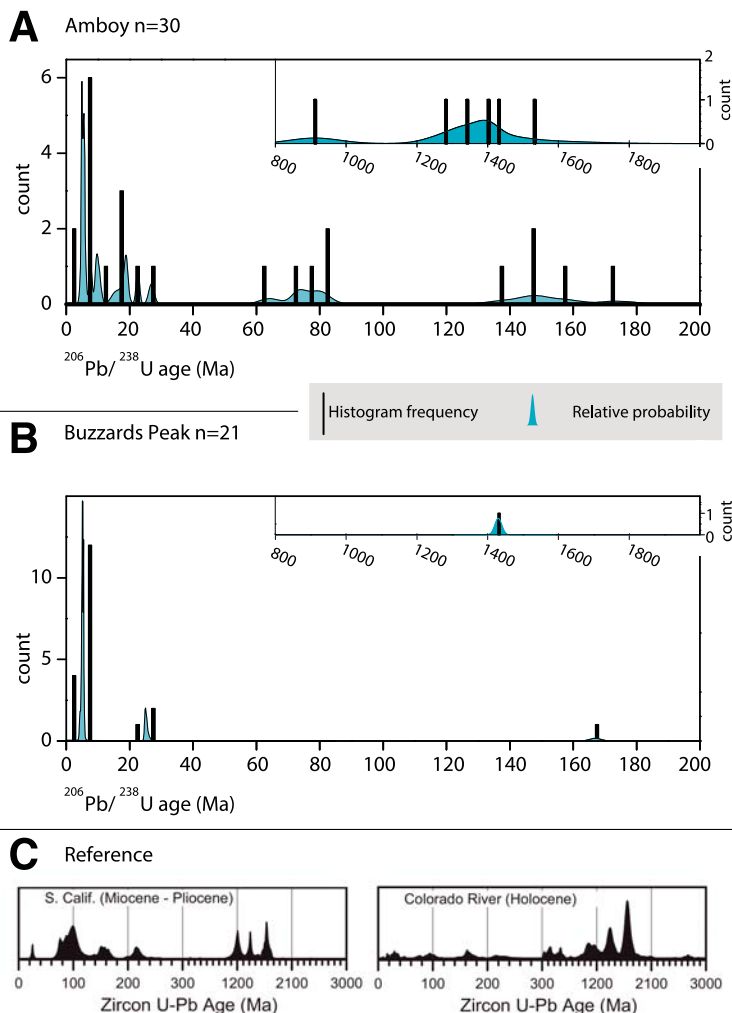 A Amboy n=30
6
4
2
0
count
2
1
0
count
800 1000 1200 1400 1600 1800
0 20 40 60 80 100 120 140 160 180 200
206Pb/ 238U age (Ma)
Histogram frequency Relative probability
B Buzzards Peak n=21
10
5
0
count
1
0
count
800 1000 1200 1400 1600 1800
0 20 40 60 80 100 120 140 160 180 200
206Pb/ 238U age (Ma)
C Reference
S. Calif. (Miocene - Pliocene)
0 100 200 300 1200 2100 3000
Zircon U-Pb Age (Ma)
Colorado River (Holocene)
0 100 200 300 1200 2100 3000
Zircon U-Pb Age (Ma)